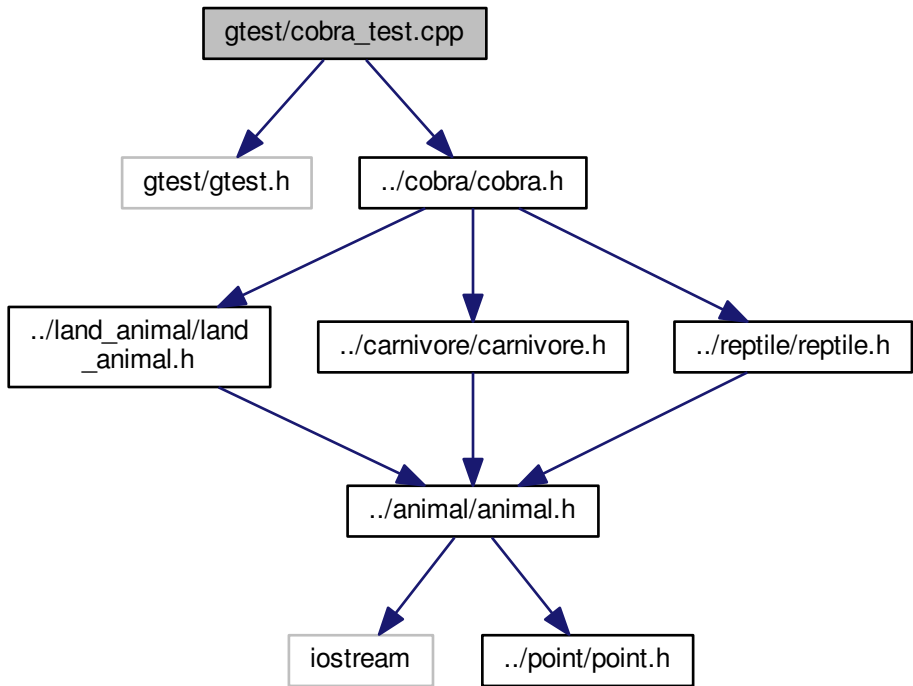 gtest/cobra_test.cpp
gtest/gtest.h
../cobra/cobra.h
../land_animal/land
_animal.h
../carnivore/carnivore.h
../reptile/reptile.h
../animal/animal.h
iostream
../point/point.h